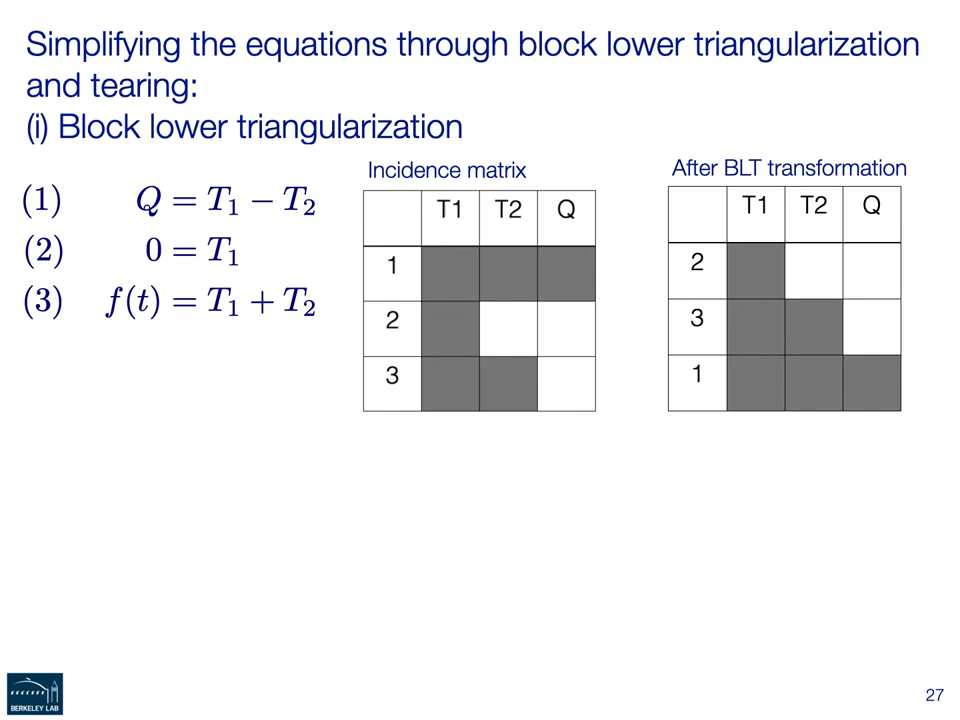 Simplifying the equations through block lower triangularization
and tearing:
(i) Block lower triangularization
(1) Q = T₁ − T₂
(2) 0 = T₁
(3) f(t) = T₁ + T₂
Incidence matrix
T1 T2 Q
1
2
3
After BLT transformation
T1 T2 Q
2
3
1
BERKELEY LAB
27